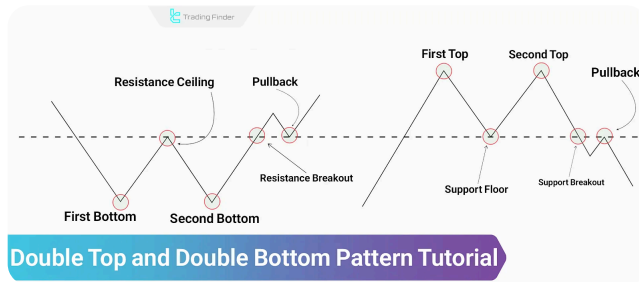 Trading Finder
Resistance Ceiling
Pullback
Resistance Breakout
First Bottom
Second Bottom
First Top
Second Top
Pullback
Support Floor
Support Breakout
Double Top and Double Bottom Pattern Tutorial